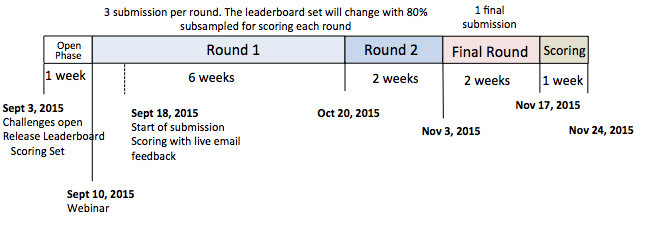 3 submission per round. The leaderboard set will change with 80%
subsampled for scoring each round
1 final
submission
Open
Phase
Round 1
Round 2
Final Round
Scoring
1 week
6 weeks
2 weeks
2 weeks
1 week
Sept 3, 2015
Challenges open
Release Leaderboard
Scoring Set
Sept 10, 2015
Webinar
Sept 18, 2015
Start of submission
Scoring with live email
feedback
Oct 20, 2015
Nov 3, 2015
Nov 17, 2015
Nov 24, 2015